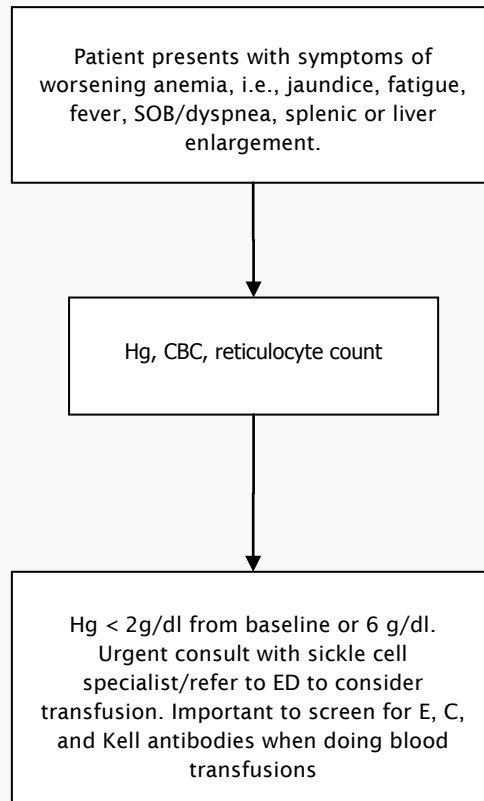 Patient presents with symptoms of
worsening anemia, i.e., jaundice, fatigue,
fever, SOB/dyspnea, splenic or liver
enlargement.
Hg, CBC, reticulocyte count
Hg < 2g/dl from baseline or 6 g/dl.
Urgent consult with sickle cell
specialist/refer to ED to consider
transfusion. Important to screen for E, C,
and Kell antibodies when doing blood
transfusions